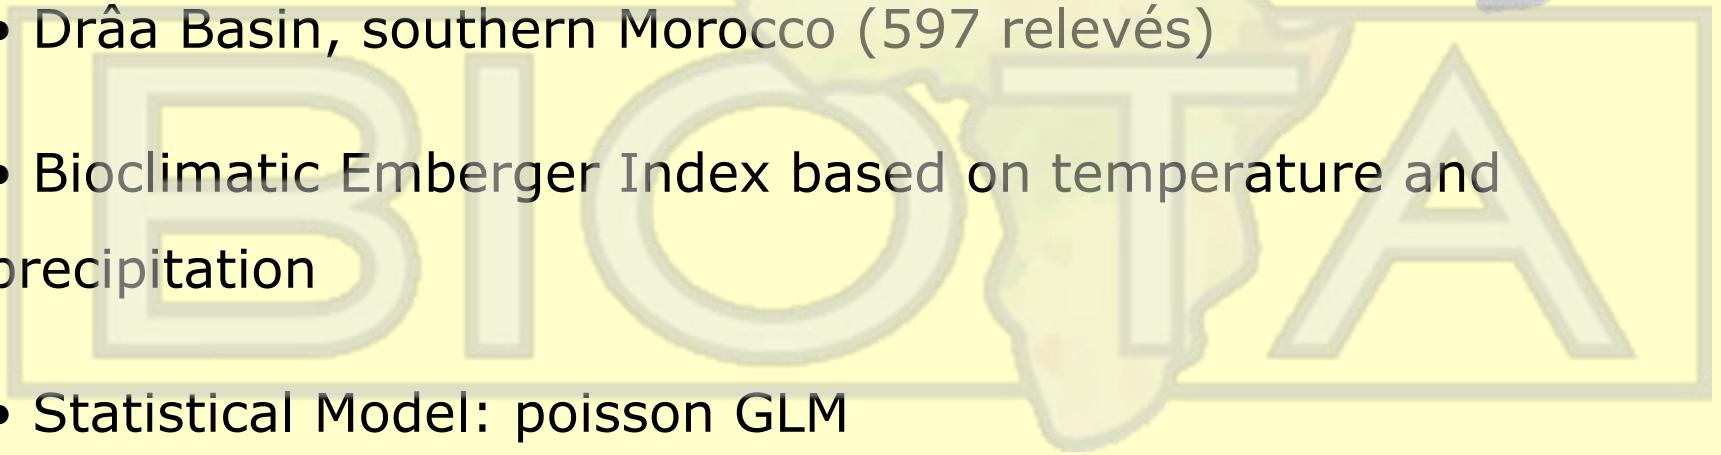 • Drâa Basin, southern Morocco (597 relevés)
• Bioclimatic Emberger Index based on temperature and
precipitation
• Statistical Model: poisson GLM
BIOTA